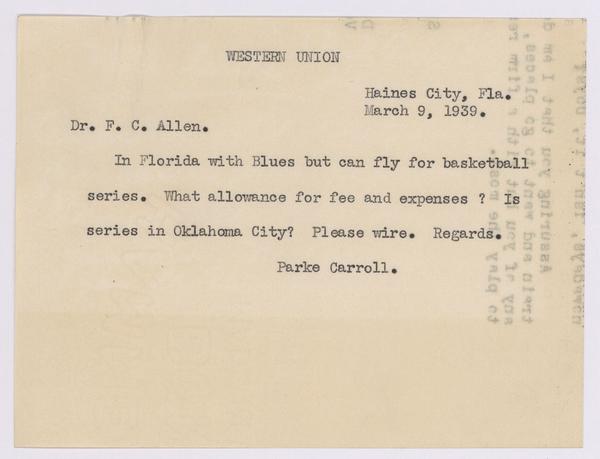 WESTERN UNION
Haines City, Fla.
March 9, 1939.
Dr. F. C. Allen.
In Florida with Blues but can fly for basketball
series. What allowance for fee and expenses ? Is
series in Oklahoma City? Please wire. Regards.
Parke Carroll.